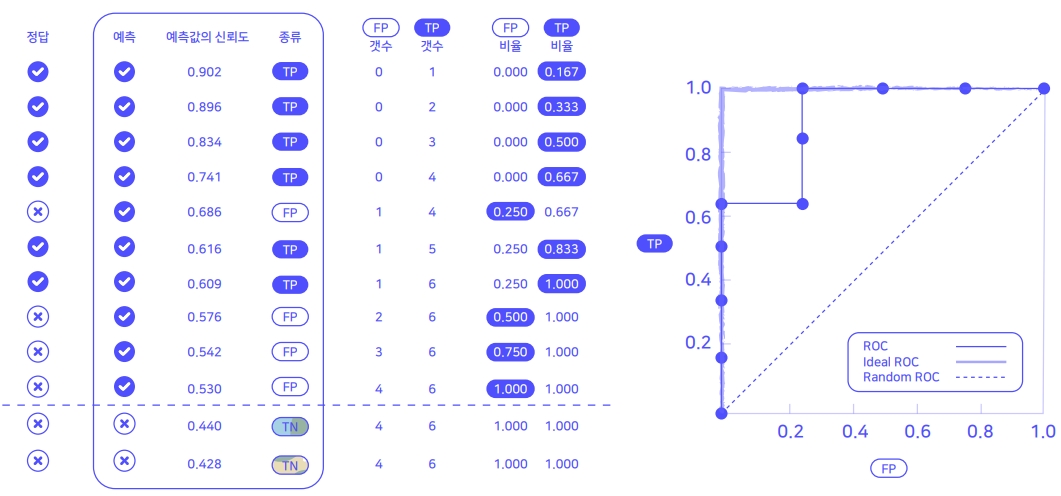 정답 예측 예측값의 신뢰도 종류 FP 갯수 TP 갯수 FP 비율 TP 비율
0.902 TP 0 1 0.000 0.167
0.896 TP 0 2 0.000 0.333
0.834 TP 0 3 0.000 0.500
0.741 TP 0 4 0.000 0.667
0.686 FP 1 4 0.250 0.667
0.616 TP 1 5 0.250 0.833
0.609 TP 1 6 0.250 1.000
0.576 FP 2 6 0.500 1.000
0.542 FP 3 6 0.750 1.000
0.530 FP 4 6 1.000 1.000
0.440 TN 4 6 1.000 1.000
0.428 TN 4 6 1.000 1.000
1.0
0.8
0.6
TP
0.4
0.2
ROC
Ideal ROC
Random ROC
0.2 0.4 0.6 0.8 1.0
FP